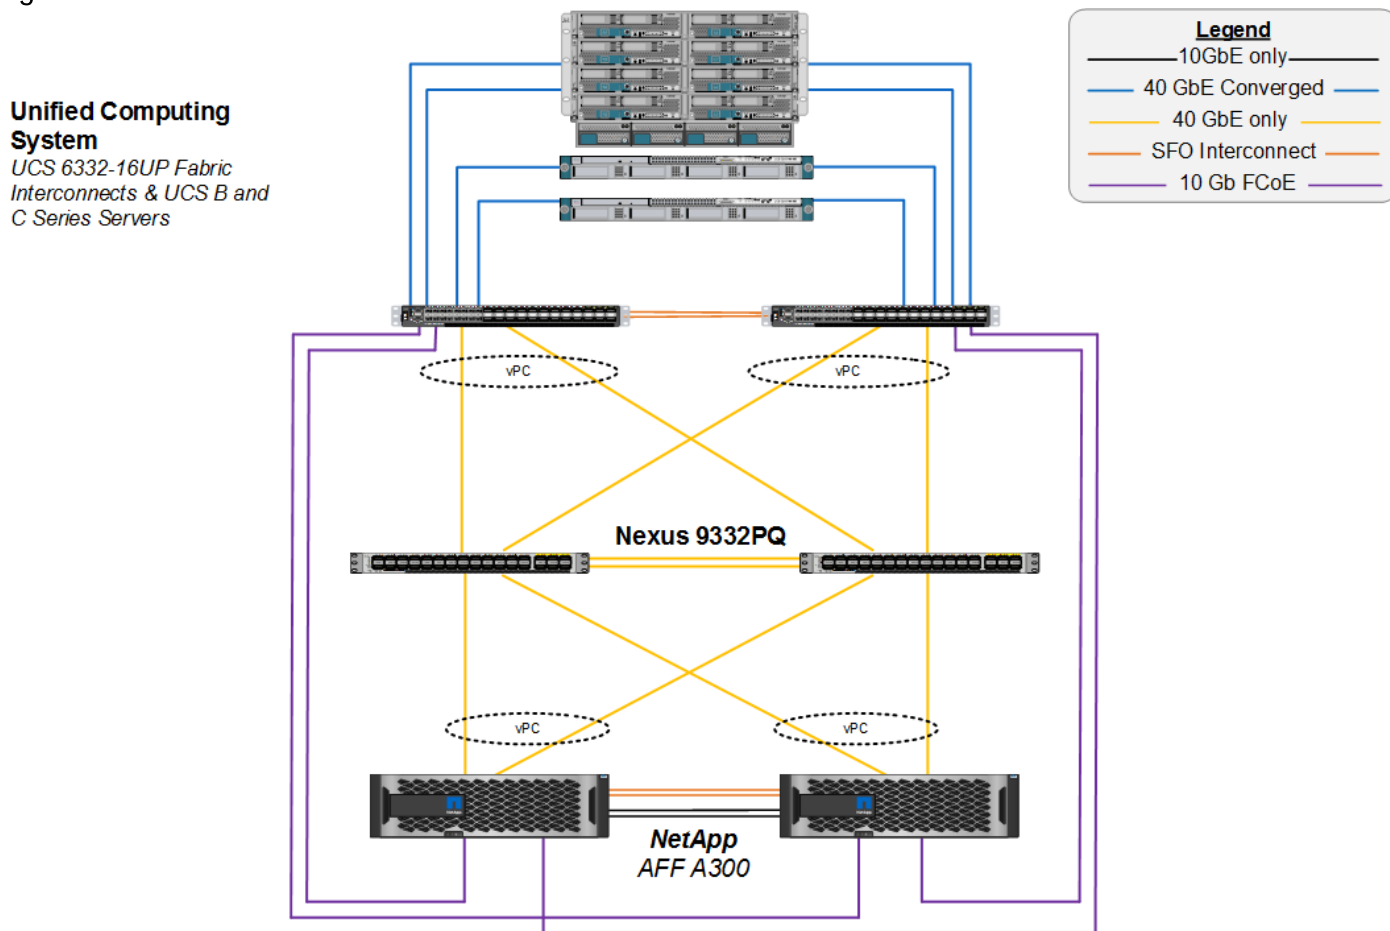 Legend
10GbE only
40 GbE Converged
40 GbE only
SFO Interconnect
10 Gb FCoE
Unified Computing
System
UCS 6332-16UP Fabric
Interconnects & UCS B and
C Series Servers
vPC
vPC
Nexus 9332PQ
vPC
vPC
NetApp
AFF A300